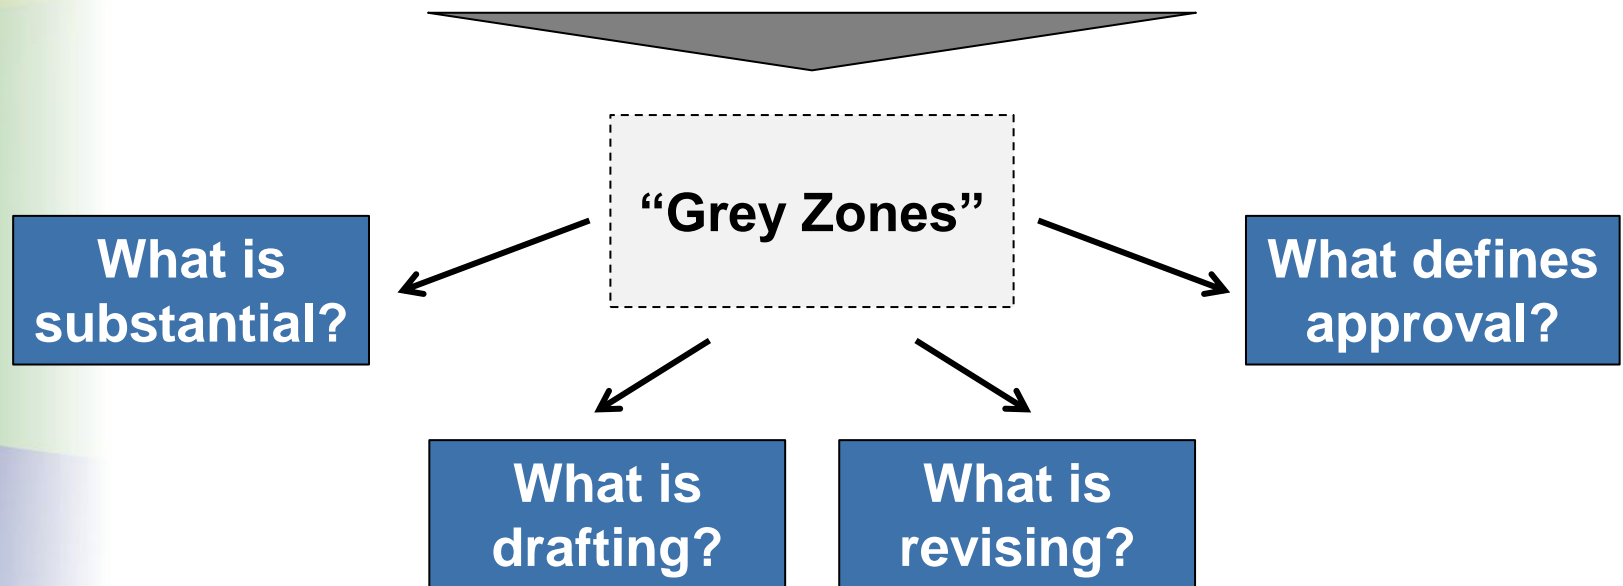 “Grey Zones”
What is
substantial?
What defines
approval?
What is
drafting?
What is
revising?